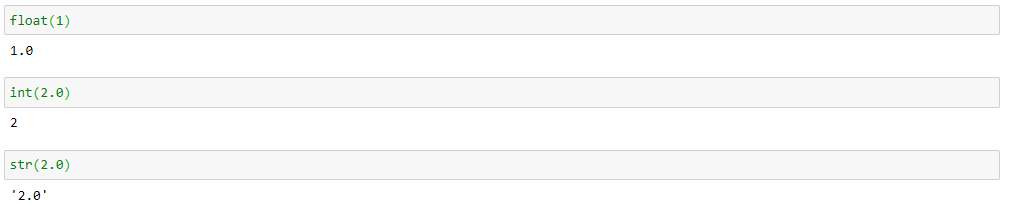 float(1)
1.0
int(2.0)
2
str(2.0)
'2.0'